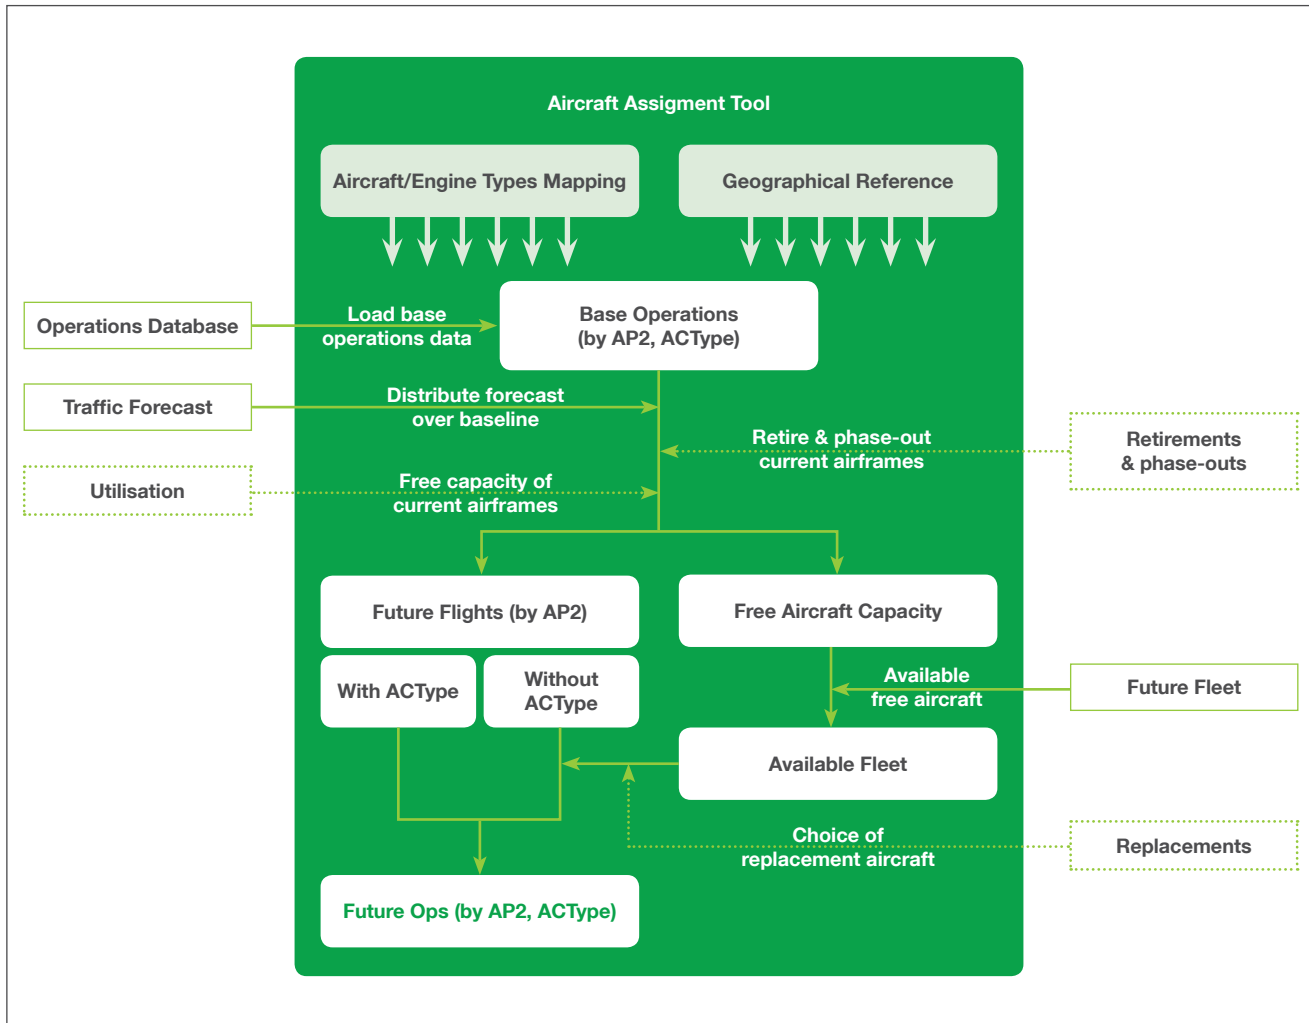 Aircraft Assigment Tool
Aircraft/Engine Types Mapping
Geographical Reference
Operations Database
Load base
operations data
Base Operations
(by AP2, ACType)
Traffic Forecast
Distribute forecast
over baseline
Retire & phase-out
current airframes
Retirements
& phase-outs
Utilisation
Free capacity of
current airframes
Future Flights (by AP2)
Free Aircraft Capacity
With ACType
Without
ACType
Available
free aircraft
Future Fleet
Available Fleet
Choice of
replacement aircraft
Replacements
Future Ops (by AP2, ACType)